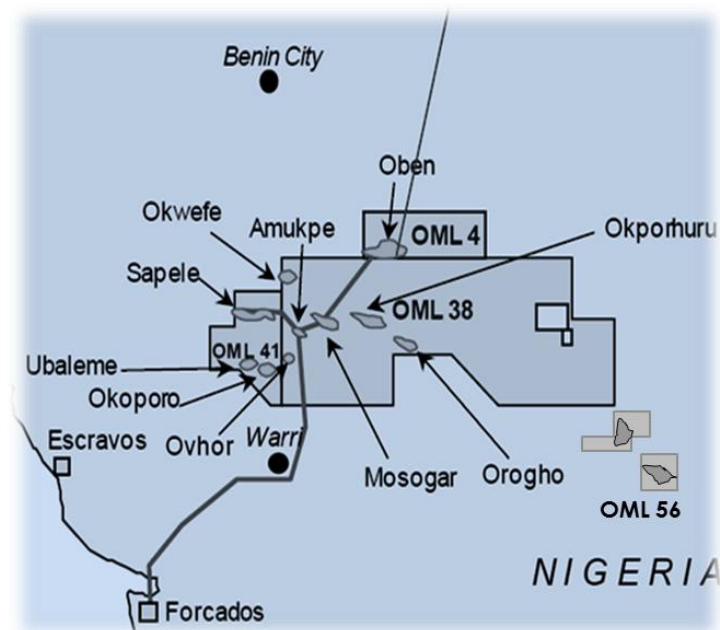 Benin City
Oben
Okwefe
Amukpe
OML 4
Okporhuru
Sapele
OML 38
OML 41
Ubaleme
Okoporo
Ovhor
Warri
Escravos
Mosogar
Orogho
OML 56
NIGERIA
Forcados